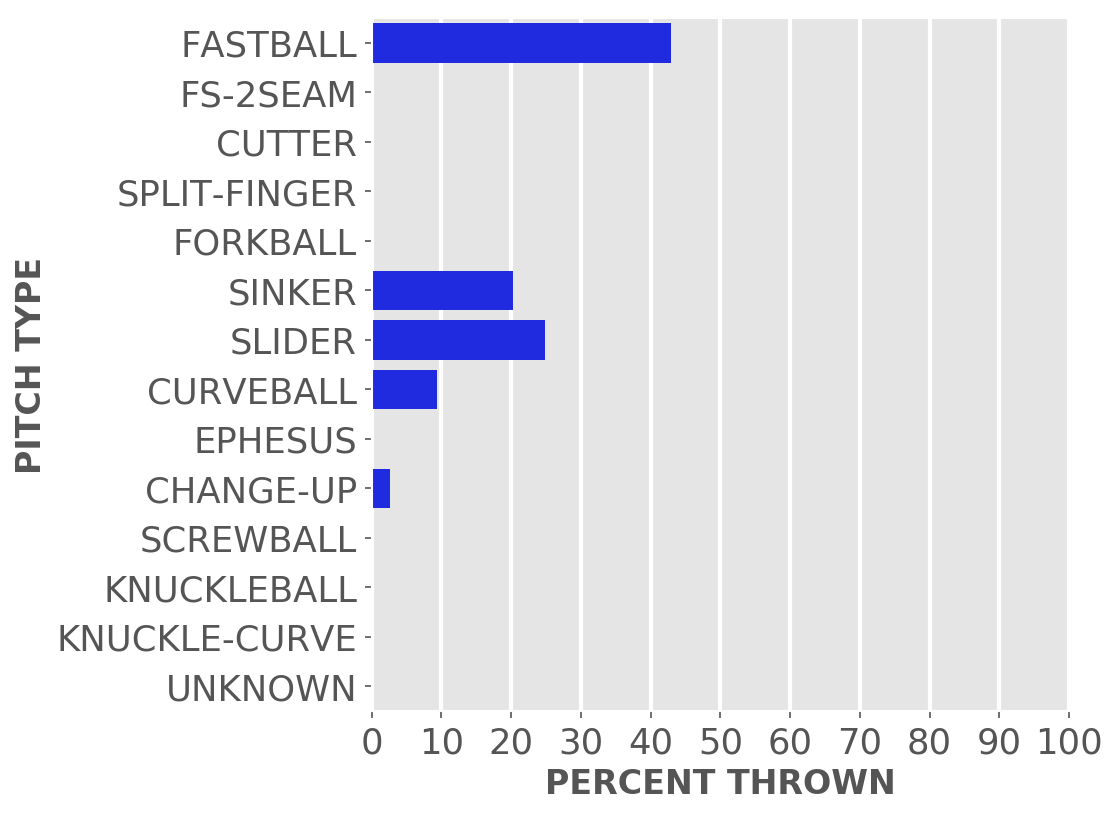 FASTBALL
FS-2SEAM
CUTTER
SPLIT-FINGER
FORKBALL
SINKER
SLIDER
CURVEBALL
EPHESUS
CHANGE-UP
SCREWBALL
KNUCKLEBALL
KNUCKLE-CURVE
UNKNOWN
PITCH TYPE
0 10 20 30 40 50 60 70 80 90 100
PERCENT THROWN